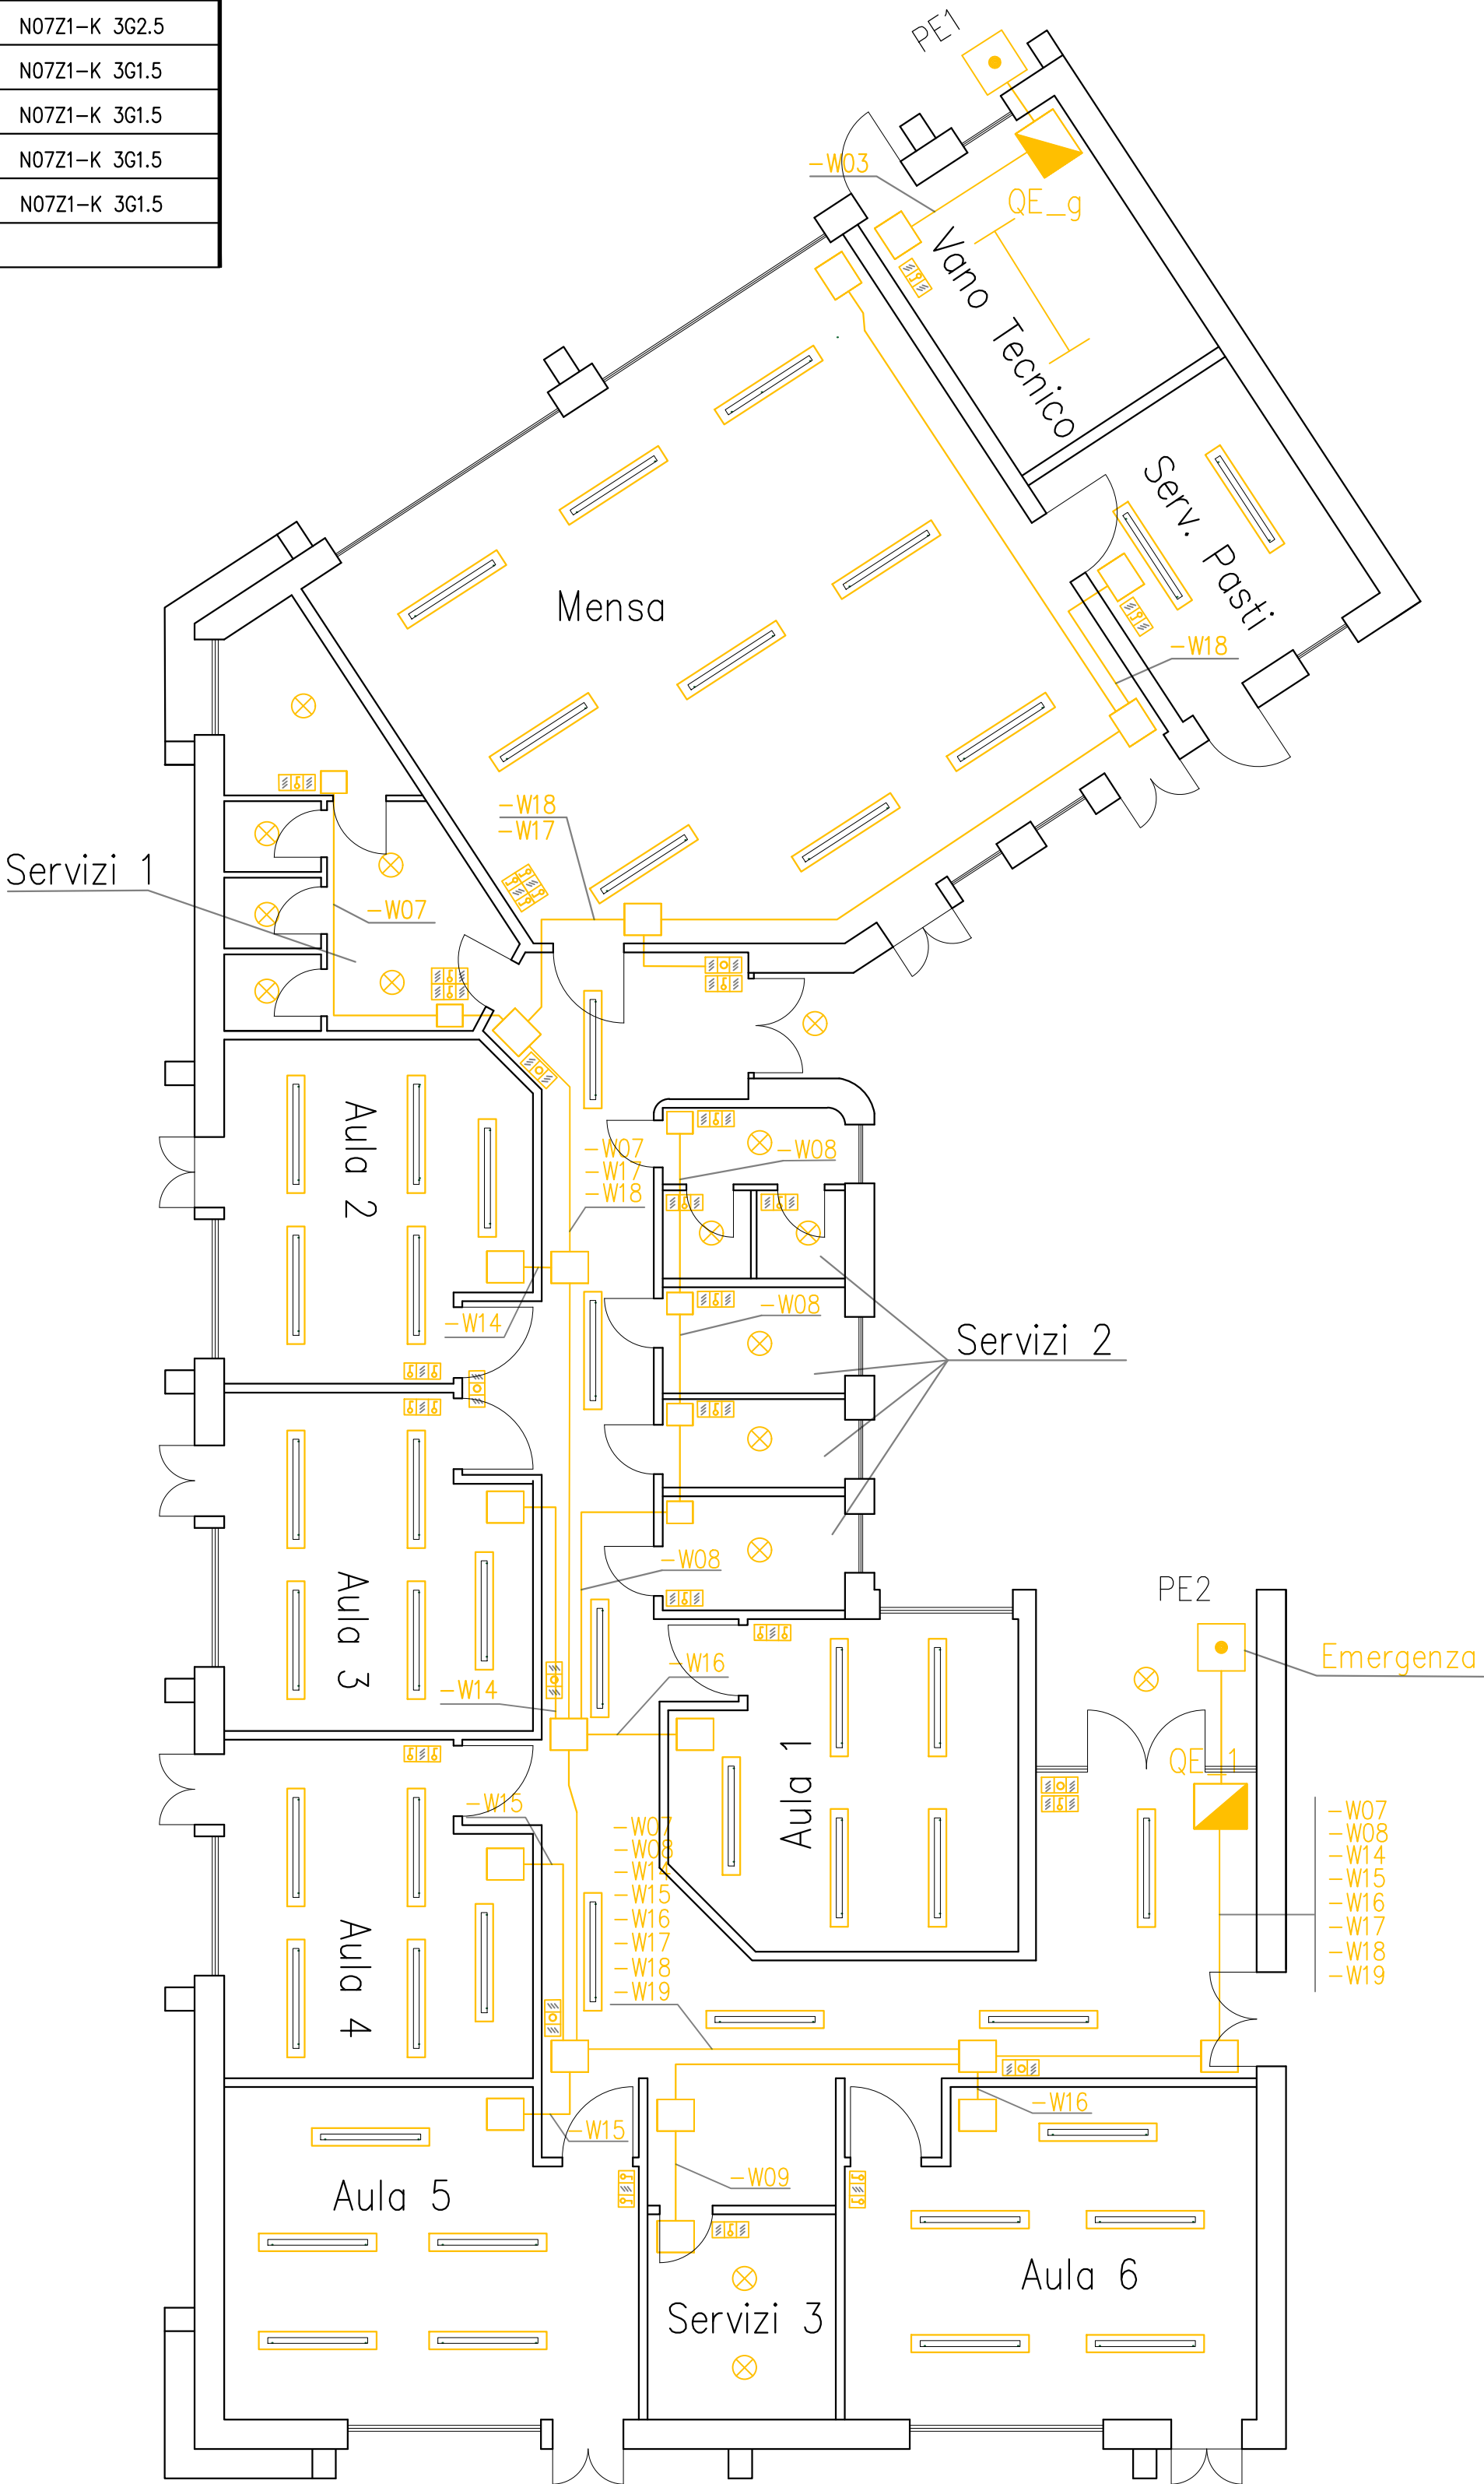 N07Z1-K 3G2.5
N07Z1-K 3G1.5
N07Z1-K 3G1.5
N07Z1-K 3G1.5
N07Z1-K 3G1.5
PE1
-W03
QE_g
Vano Tecnico
Serv. Pasti
Mensa
-W18
-W18
-W17
Servizi 1
-W07
Aula 2
-W07
-W17
-W18
-W08
-W14
-W08
Servizi 2
Aula 3
-W08
PE2
Emergenza
-W16
-W14
Aula 1
QE_1
-W15
-W07
-W08
-W14
-W15
-W16
-W17
-W18
-W19
-W07
-W08
-W14
-W15
-W16
-W17
-W18
-W19
Aula 4
-W16
-W15
-W09
Aula 5
Aula 6
Servizi 3